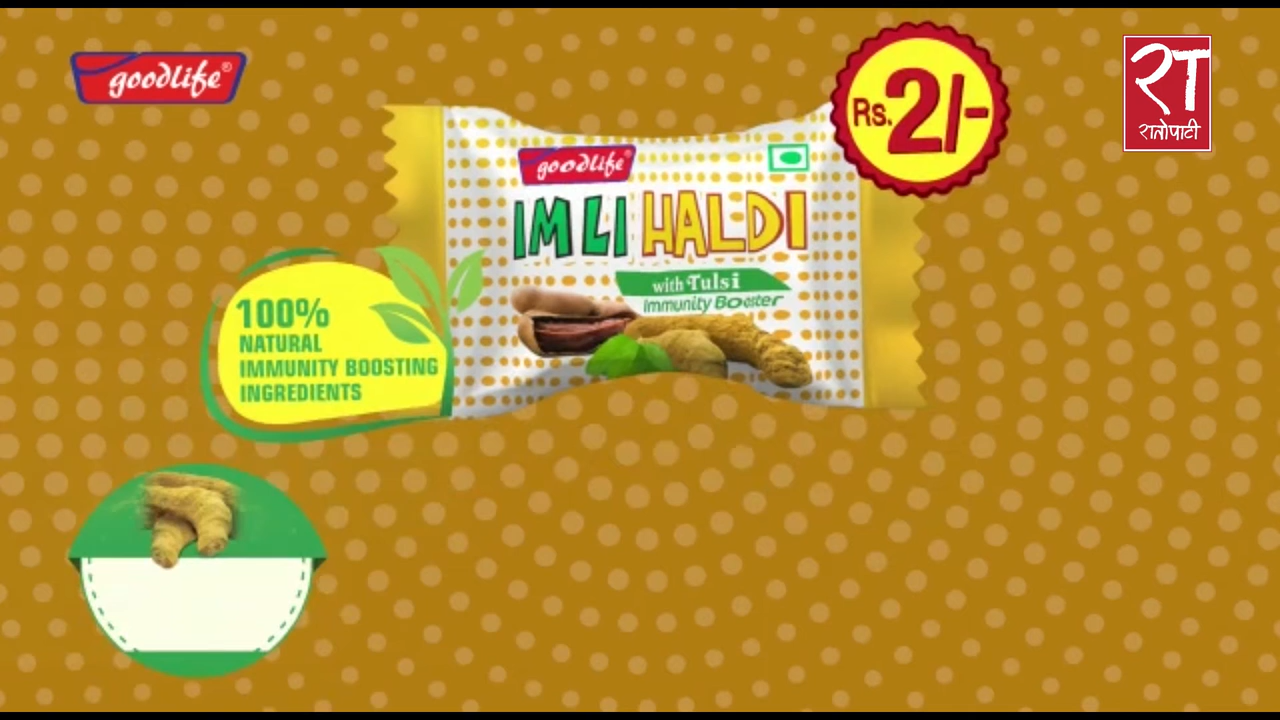 goodlife®
Rs.2/-
रा
रातोपाटी
goodlife®
IMLI HALDI
with Tulsi
Immunity Booster
100%
NATURAL
IMMUNITY BOOSTING
INGREDIENTS